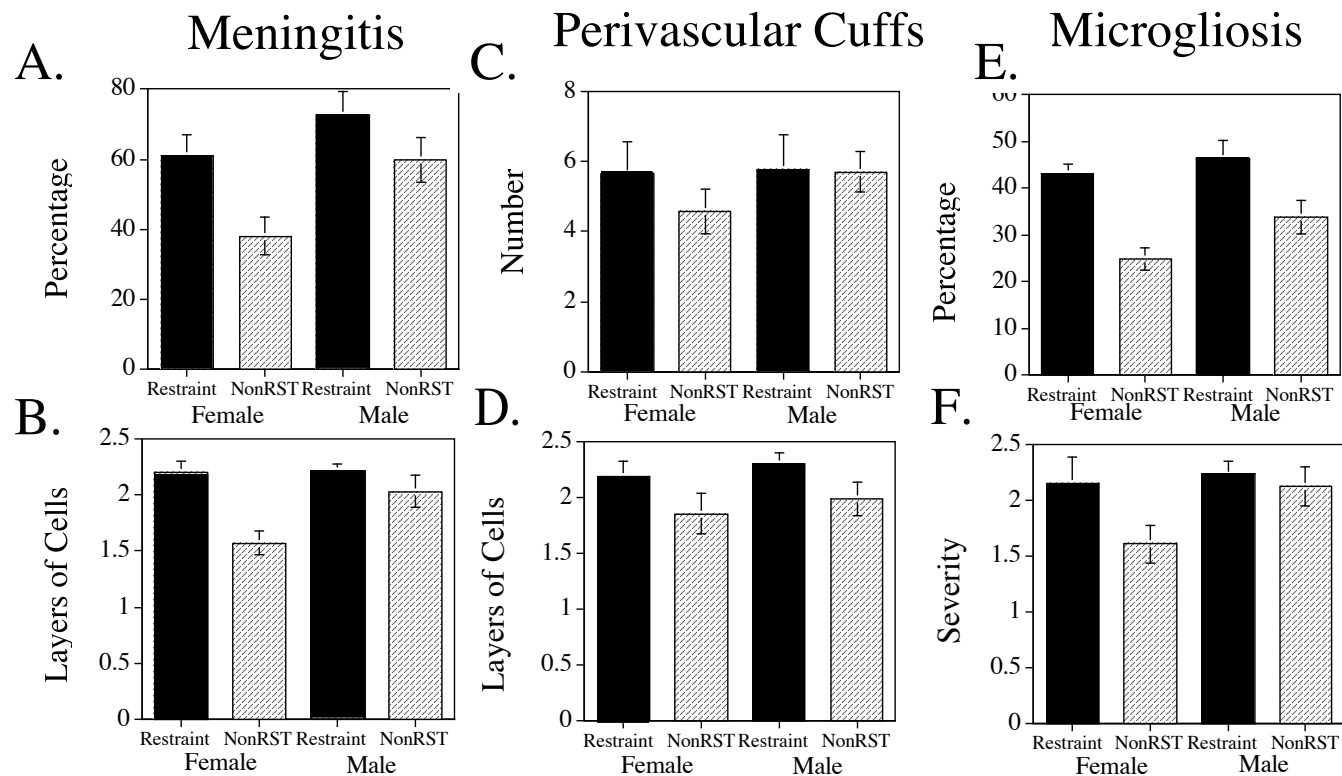 Meningitis
Perivascular Cuffs
Microgliosis
A.
80
60
40
20
0
Percentage
Restraint NonRST Restraint NonRST
Female Male
C.
8
6
4
2
0
Number
Restraint NonRST Restraint NonRST
Female Male
E.
60
50
40
30
20
10
0
Percentage
Restraint NonRST Restraint NonRST
Female Male
B.
2.5
2
1.5
1
0.5
0
Layers of Cells
Restraint NonRST Restraint NonRST
Female Male
D.
2.5
2
1.5
1
0.5
0
Layers of Cells
Restraint NonRST Restraint NonRST
Female Male
F.
2.5
2
1.5
1
0.5
0
Severity
Restraint NonRST Restraint NonRST
Female Male